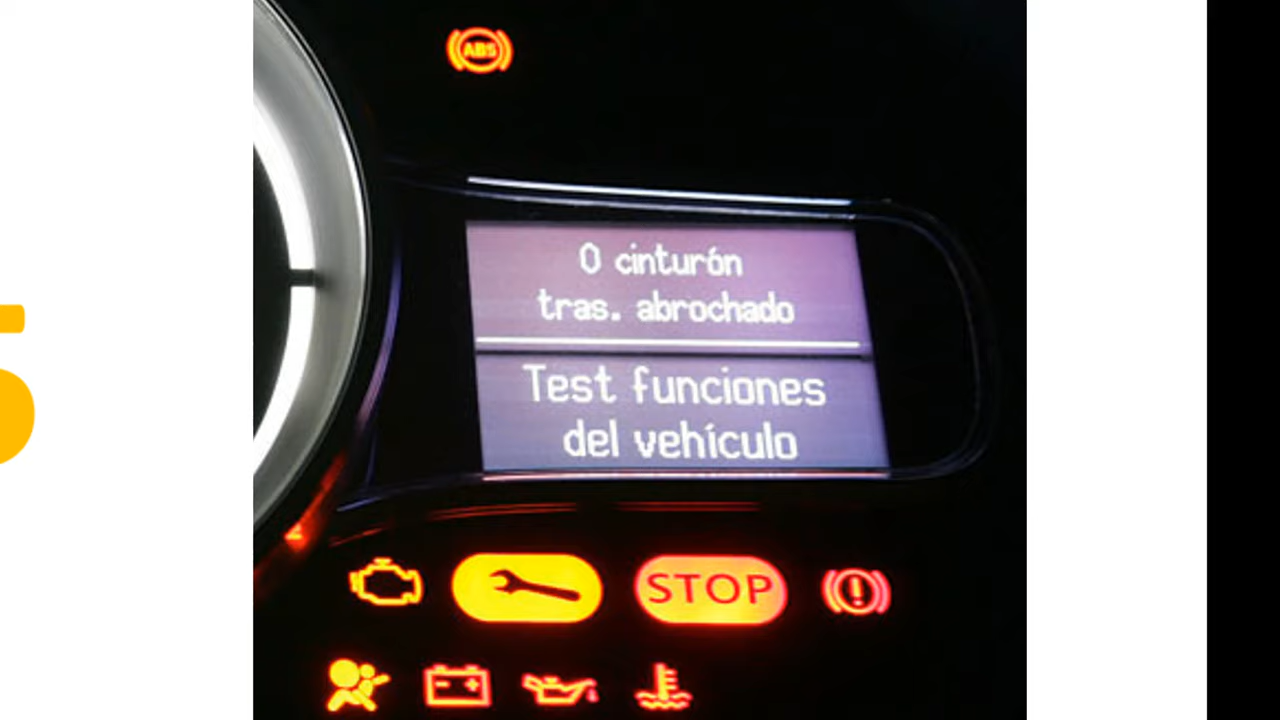 ABS
0 cinturón
tras. abrochado
Test funciones
del vehículo
STOP